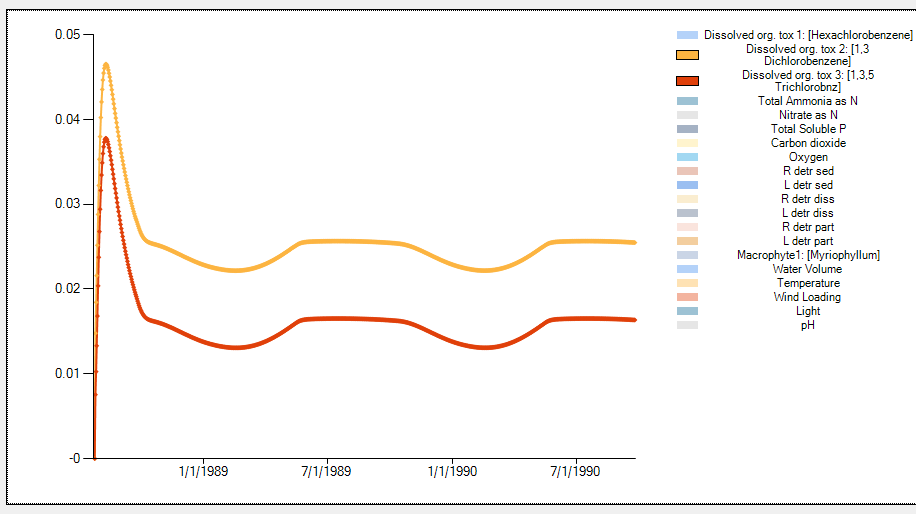 0.05
0.04
0.03
0.02
0.01
-0
1/1/1989
7/1/1989
1/1/1990
7/1/1990
Dissolved org. tox 1: [Hexachlorobenzene]
Dissolved org. tox 2: [1,3
Dichlorobenzene]
Dissolved org. tox 3: [1,3,5
Trichlorobnz]
Total Ammonia as N
Nitrate as N
Total Soluble P
Carbon dioxide
Oxygen
R detr sed
L detr sed
R detr diss
L detr diss
R detr part
L detr part
Macrophyte1: [Myriophyllum]
Water Volume
Temperature
Wind Loading
Light
pH